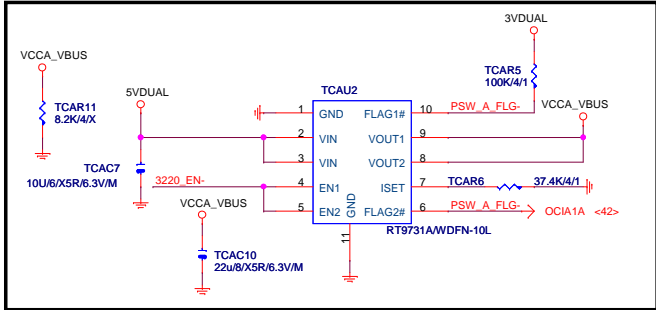 3VDUAL
VCCA_VBUS
TCAR5
100K/4/1
TCAR11
8.2K/4/X
5VDUAL
TCAU2
VCCA_VBUS
1 GND FLAG1# 10 PSW_A_FLG-
2 VIN VOUT1 9
3 VIN VOUT2 8
TCAC7
10U/6/X5R/6.3V/M
3220_EN-
4 EN1 ISET 7 TCAR6 37.4K/4/1
5 EN2 GND FLAG2# 6 PSW_A_FLG- OCIA1A <42>
11
RT9731A/WDFN-10L
VCCA_VBUS
TCAC10
22u/8/X5R/6.3V/M